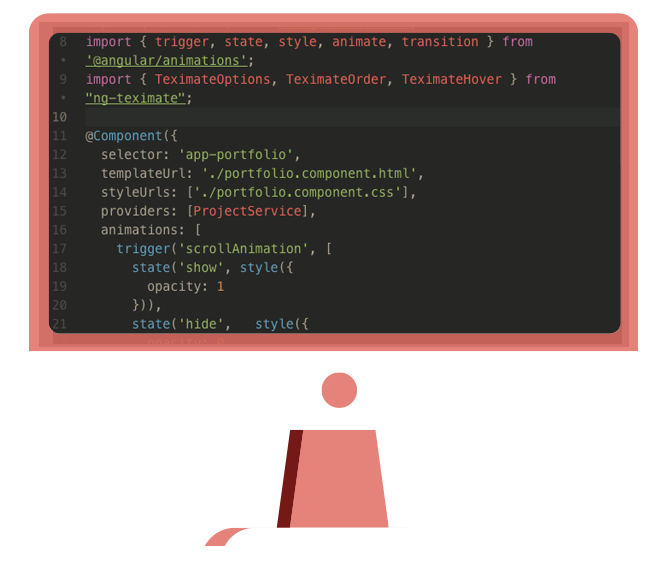 8 import { trigger, state, style, animate, transition } from
• '@angular/animations';
9 import { TeximateOptions, TeximateOrder, TeximateHover } from
• "ng-teximate";
10
11 @Component({
12 selector: 'app-portfolio',
13 templateUrl: './portfolio.component.html',
14 styleUrls: ['./portfolio.component.css'],
15 providers: [ProjectService],
16 animations: [
17 trigger('scrollAnimation', [
18 state('show', style({
19 opacity: 1
20 })),
21 state('hide',   style({
opacity: 0